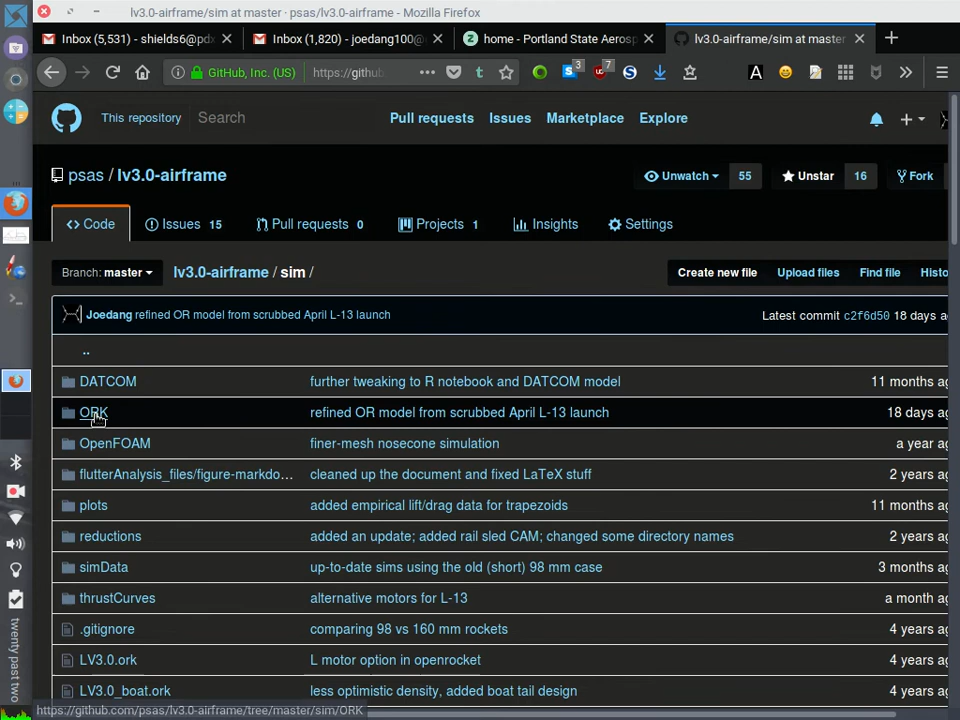 lv3.0-airframe/sim at master · psas/lv3.0-airframe - Mozilla Firefox
Inbox (5,531) - shields6@pdx
Inbox (1,820) - joedang100@
home - Portland State Aerosp
lv3.0-airframe/sim at master
GitHub, Inc. (US)
https://github
3
7
This repository
Search
Pull requests
Issues
Marketplace
Explore
psas / lv3.0-airframe
Unwatch
55
Unstar
16
Fork
Code
Issues 15
Pull requests 0
Projects 1
Insights
Settings
Branch: master
lv3.0-airframe / sim /
Create new file
Upload files
Find file
Histo
Joedang refined OR model from scrubbed April L-13 launch
Latest commit c2f6d50 18 days a
..
DATCOM further tweaking to R notebook and DATCOM model 11 months ag
ORK refined OR model from scrubbed April L-13 launch 18 days ag
OpenFOAM finer-mesh nosecone simulation a year ag
flutterAnalysis_files/figure-markdo... cleaned up the document and fixed LaTeX stuff 2 years ag
plots added empirical lift/drag data for trapezoids 11 months ag
reductions added an update; added rail sled CAM; changed some directory names 2 years ag
simData up-to-date sims using the old (short) 98 mm case 3 months ag
thrustCurves alternative motors for L-13 a month ag
.gitignore comparing 98 vs 160 mm rockets 4 years ag
LV3.0.ork L motor option in openrocket 4 years ag
LV3.0_boat.ork less optimistic density, added boat tail design 4 years ag
https://github.com/psas/lv3.0-airframe/tree/master/sim/ORK
twenty past two